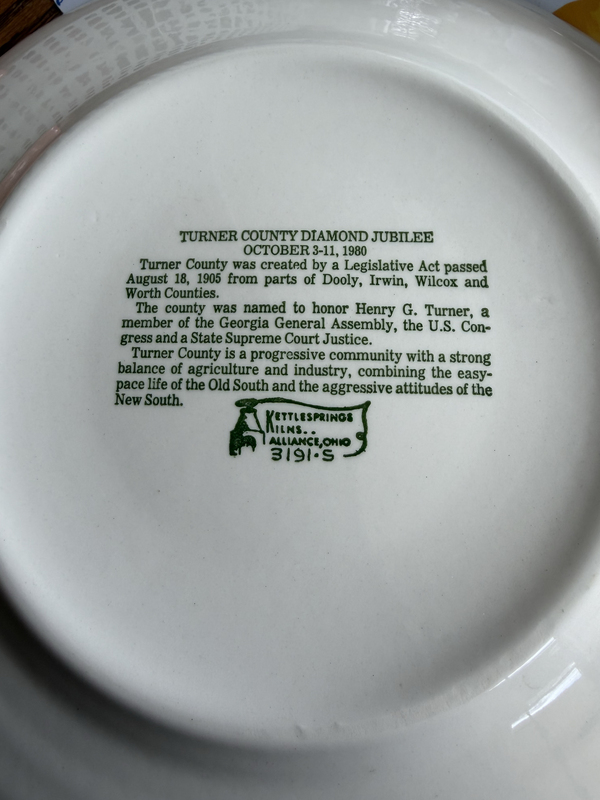 TURNER COUNTY DIAMOND JUBILEE
OCTOBER 3-11, 1980
Turner County was created by a Legislative Act passed
August 18, 1905 from parts of Dooly, Irwin, Wilcox and
Worth Counties.
The county was named to honor Henry G. Turner, a
member of the Georgia General Assembly, the U.S. Con-
gress and a State Supreme Court Justice.
Turner County is a progressive community with a strong
balance of agriculture and industry, combining the easy-
pace life of the Old South and the aggressive attitudes of the
New South.
KETTLESPRINGS
KILNS..
ALLIANCE, OHIO
3191-S